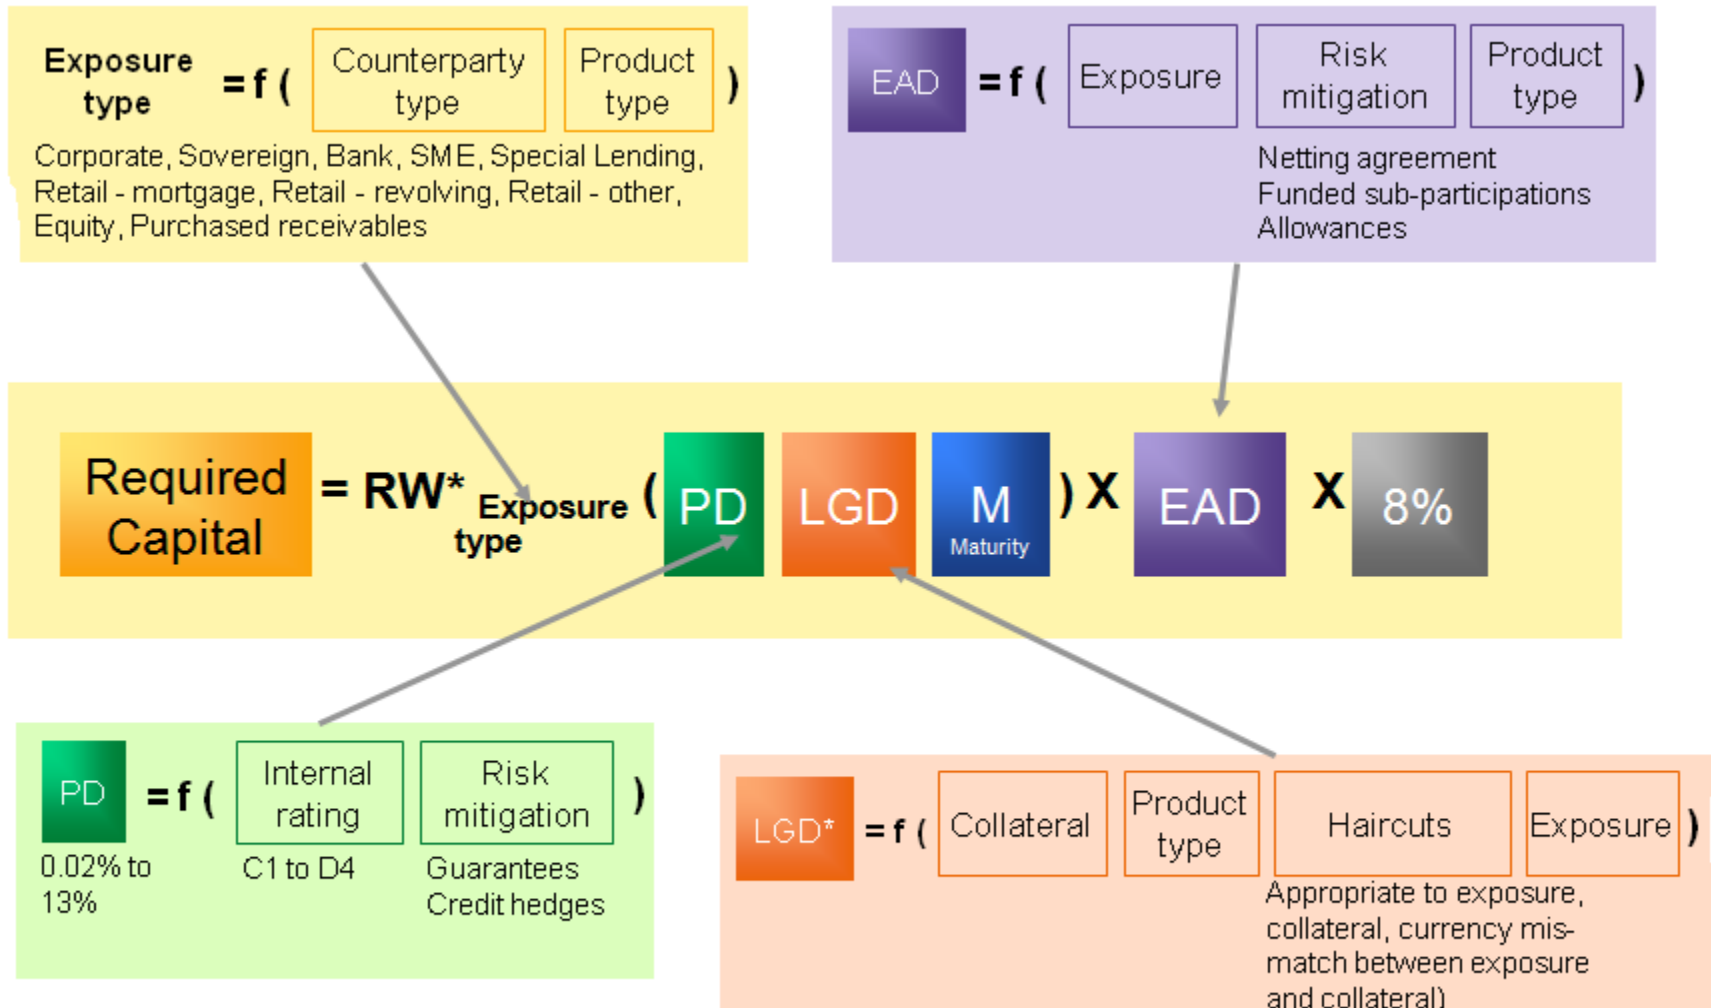 Exposure type = f ( Counterparty type Product type )
Corporate, Sovereign, Bank, SME, Special Lending,
Retail - mortgage, Retail - revolving, Retail - other,
Equity, Purchased receivables
EAD = f ( Exposure Risk mitigation Product type )
Netting agreement
Funded sub-participations
Allowances
Required Capital = RW* Exposure type ( PD LGD M Maturity ) X EAD X 8%
PD = f ( Internal rating Risk mitigation )
0.02% to
13%
C1 to D4
Guarantees
Credit hedges
LGD* = f ( Collateral Product type Haircuts Exposure )
Appropriate to exposure,
collateral, currency mis-
match between exposure
and collateral)